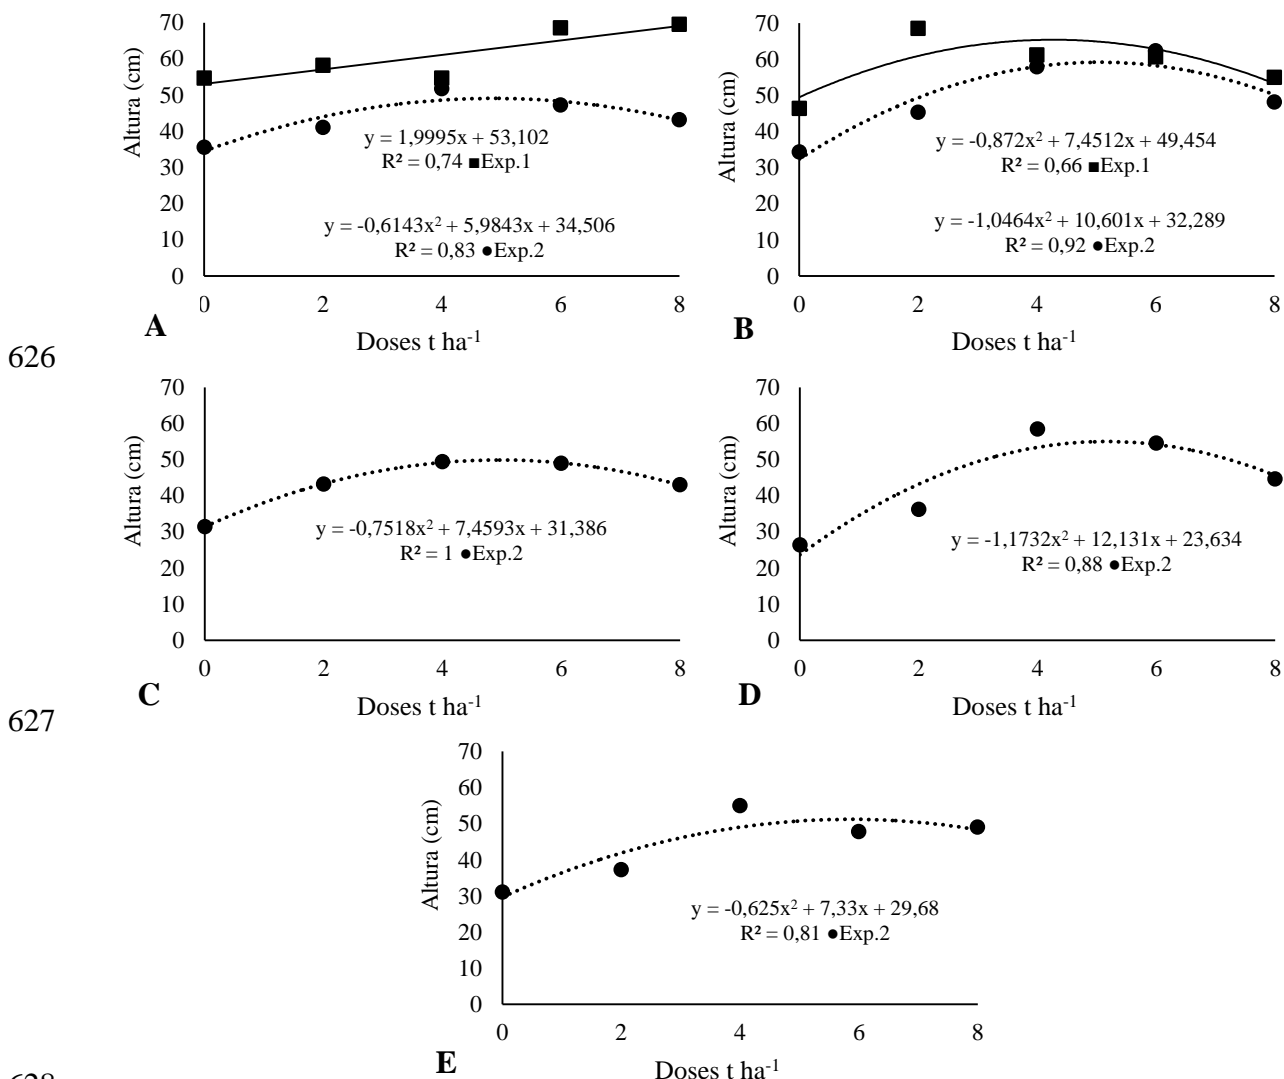 70
60
50
40
30
20
10
0
Altura (cm)
y = 1,9995x + 53,102
R² = 0,74 ■Exp.1
y = -0,6143x² + 5,9843x + 34,506
R² = 0,83 ●Exp.2
0 2 4 6 8
A
Doses t ha⁻¹
70
60
50
40
30
20
10
0
Altura (cm)
y = -0,872x² + 7,4512x + 49,454
R² = 0,66 ■Exp.1
y = -1,0464x² + 10,601x + 32,289
R² = 0,92 ●Exp.2
0 2 4 6 8
B
Doses t ha⁻¹
626
70
60
50
40
30
20
10
0
Altura (cm)
y = -0,7518x² + 7,4593x + 31,386
R² = 1 ●Exp.2
0 2 4 6 8
C
Doses t ha⁻¹
70
60
50
40
30
20
10
0
Altura (cm)
y = -1,1732x² + 12,131x + 23,634
R² = 0,88 ●Exp.2
0 2 4 6 8
D
Doses t ha⁻¹
627
70
60
50
40
30
20
10
0
Altura (cm)
y = -0,625x² + 7,33x + 29,68
R² = 0,81 ●Exp.2
0 2 4 6 8
E
Doses t ha⁻¹
628